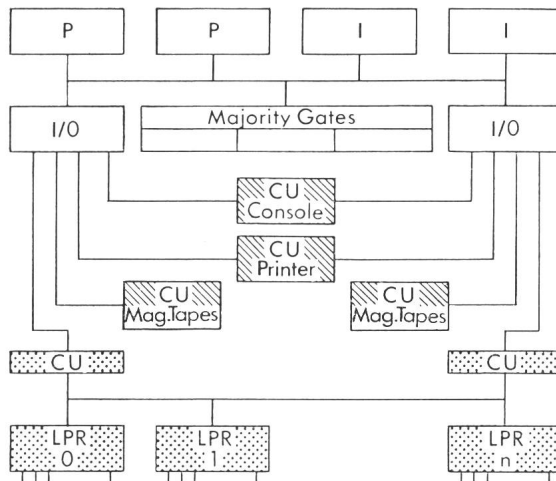 P P I I
I/O Majority Gates I/O
CU
Console
CU
Printer
CU CU
Mag.Tapes Mag.Tapes
CU CU
LPR LPR LPR
0 1 n